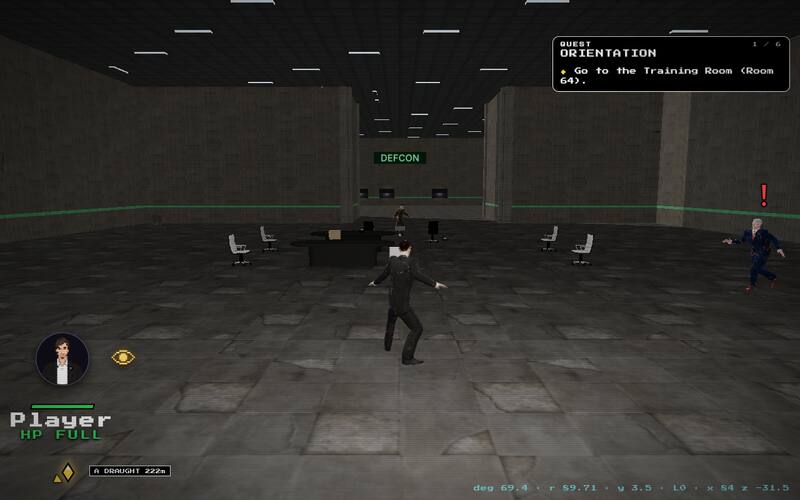 QUEST 1 / 6
ORIENTATION
Go to the Training Room (Room
64).
DEFCON
!
Player
HP FULL
A DRAUGHT 222m
deg 69.4 · r 89.71 · y 3.5 · L0 · x 84 z -31.5